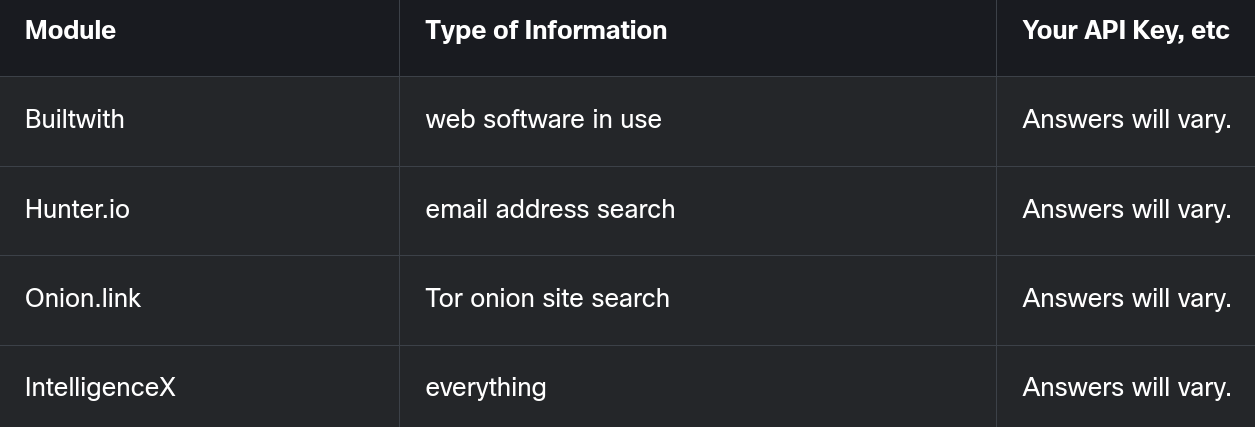 Module Type of Information Your API Key, etc
Builtwith web software in use Answers will vary.
Hunter.io email address search Answers will vary.
Onion.link Tor onion site search Answers will vary.
IntelligenceX everything Answers will vary.